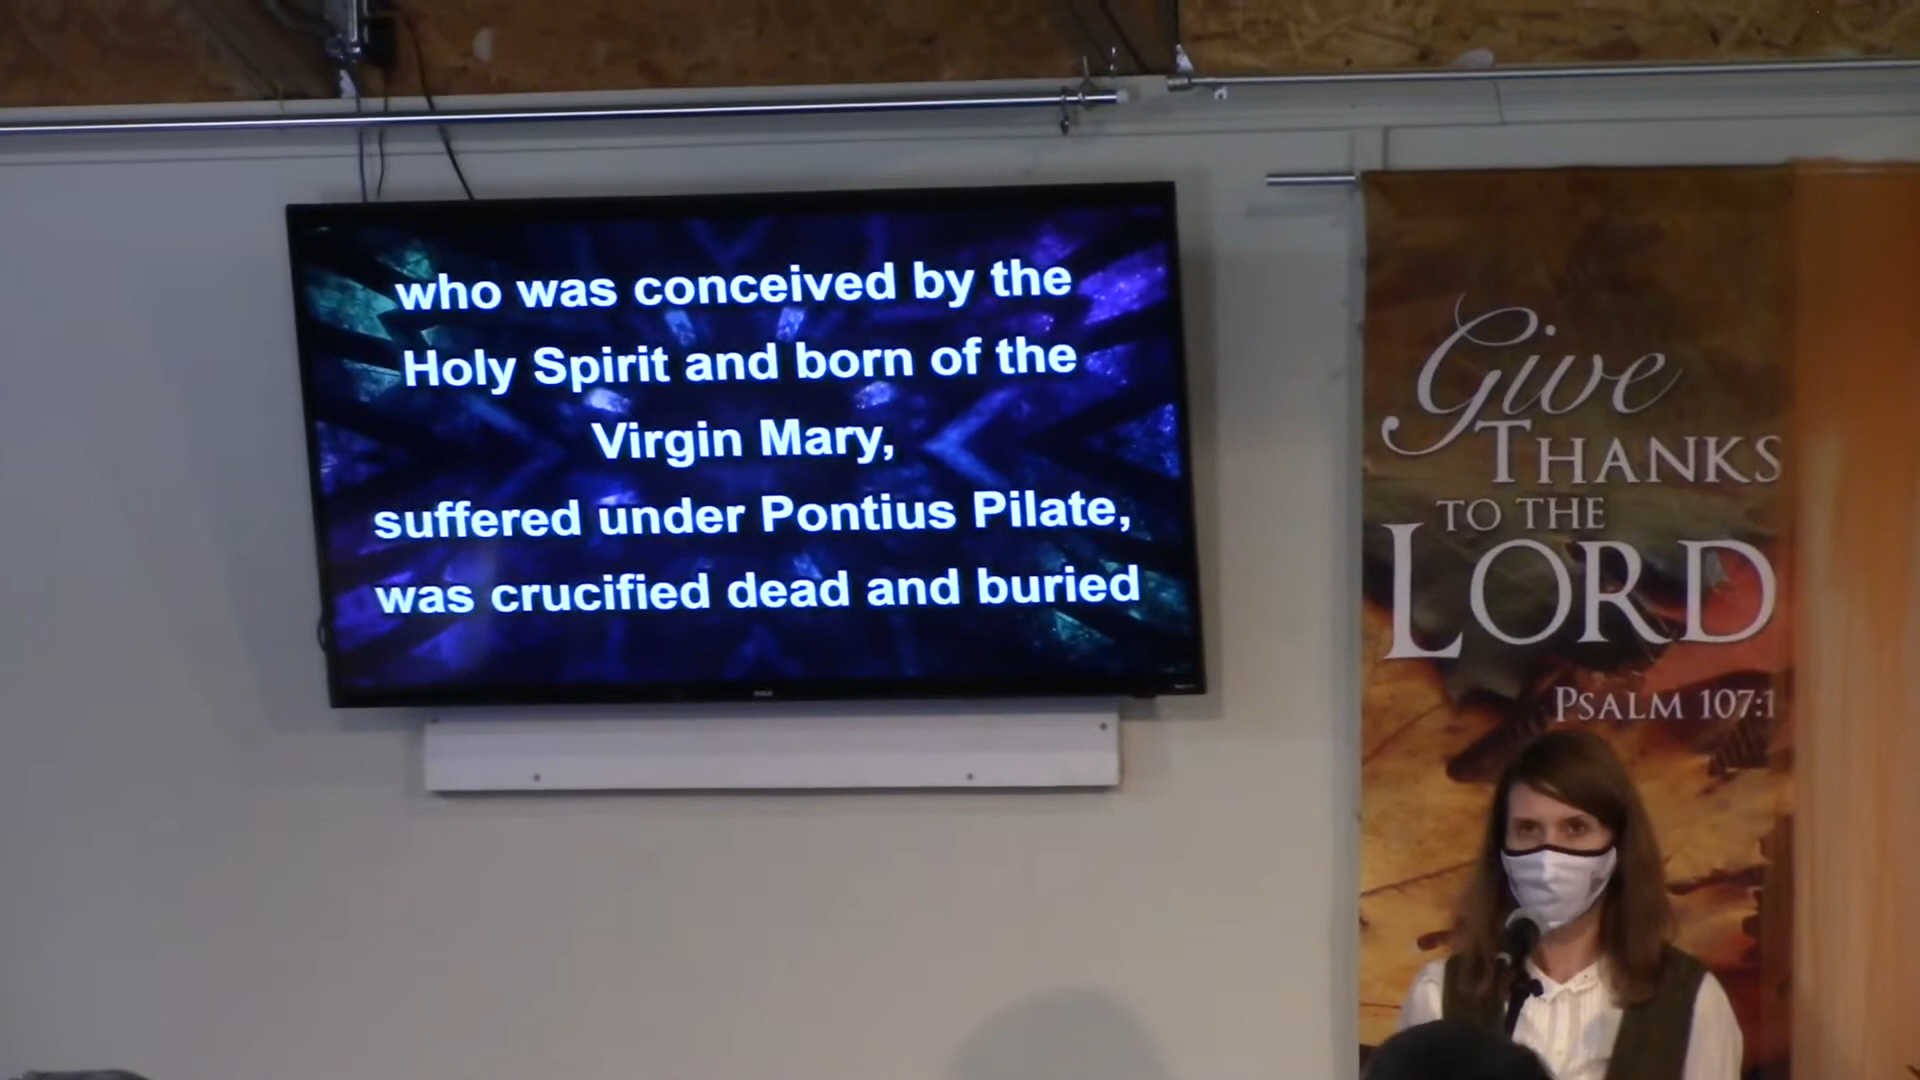 who was conceived by the
Holy Spirit and born of the
Virgin Mary,
suffered under Pontius Pilate,
was crucified dead and buried
Give
THANKS
TO THE
LORD
PSALM 107:1